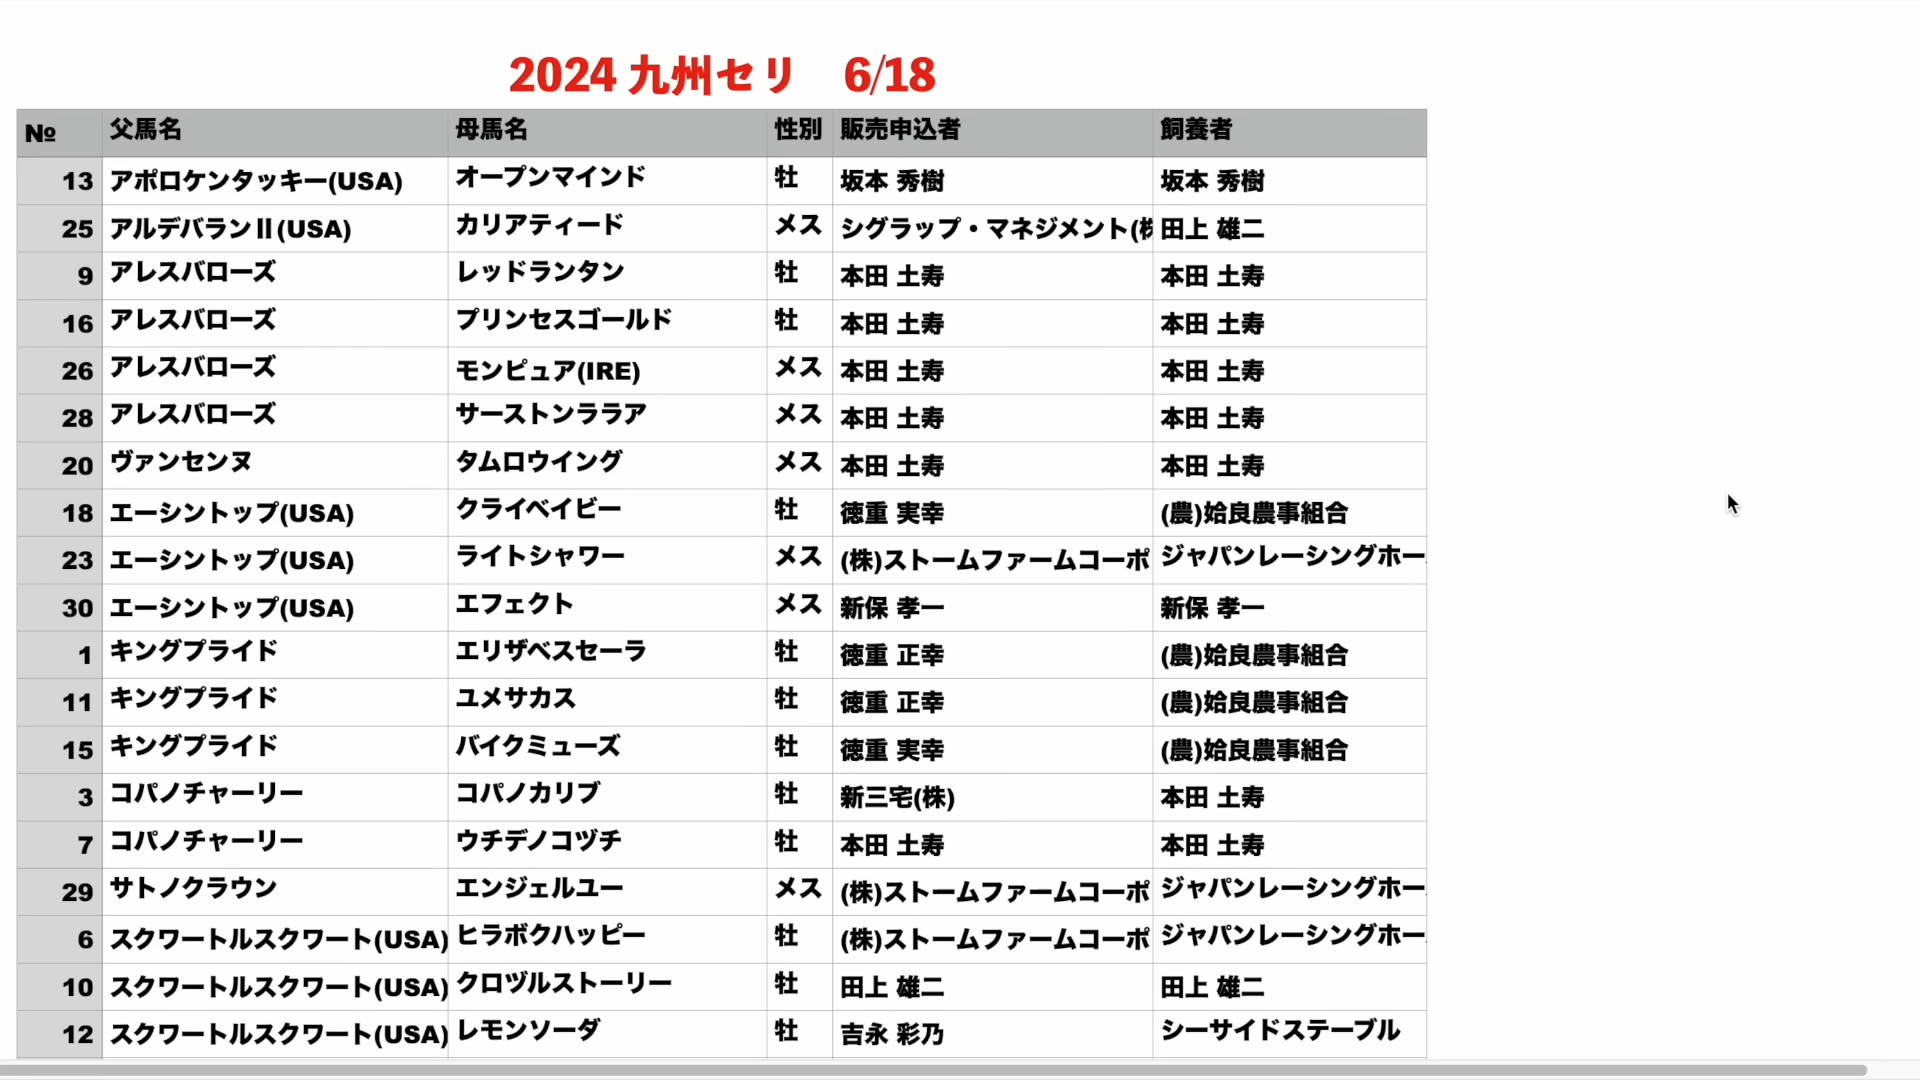 2024 九州セリ 6/18
№ 父馬名 母馬名 性別 販売申込者 飼養者
13 アポロケンタッキー(USA) オープンマインド 牡 坂本 秀樹 坂本 秀樹
25 アルデバランⅡ(USA) カリアティード メス シグラップ・マネジメント(株 田上 雄二
9 アレスバローズ レッドランタン 牡 本田 土寿 本田 土寿
16 アレスバローズ プリンセスゴールド 牡 本田 土寿 本田 土寿
26 アレスバローズ モンピュア(IRE) メス 本田 土寿 本田 土寿
28 アレスバローズ サーストンララア メス 本田 土寿 本田 土寿
20 ヴァンセンヌ タムロウイング メス 本田 土寿 本田 土寿
18 エーシントップ(USA) クライベイビー 牡 徳重 実幸 (農)姶良農事組合
23 エーシントップ(USA) ライトシャワー メス (株)ストームファームコーポ ジャパンレーシングホー
30 エーシントップ(USA) エフェクト メス 新保 孝一 新保 孝一
1 キングプライド エリザベスセーラ 牡 徳重 正幸 (農)姶良農事組合
11 キングプライド ユメサカス 牡 徳重 正幸 (農)姶良農事組合
15 キングプライド バイクミューズ 牡 徳重 実幸 (農)姶良農事組合
3 コパノチャーリー コパノカリブ 牡 新三宅(株) 本田 土寿
7 コパノチャーリー ウチデノコヅチ 牡 本田 土寿 本田 土寿
29 サトノクラウン エンジェルユー メス (株)ストームファームコーポ ジャパンレーシングホー
6 スクワートルスクワート(USA) ヒラボクハッピー 牡 (株)ストームファームコーポ ジャパンレーシングホー
10 スクワートルスクワート(USA) クロヅルストーリー 牡 田上 雄二 田上 雄二
12 スクワートルスクワート(USA) レモンソーダ 牡 吉永 彩乃 シーサイドステーブル